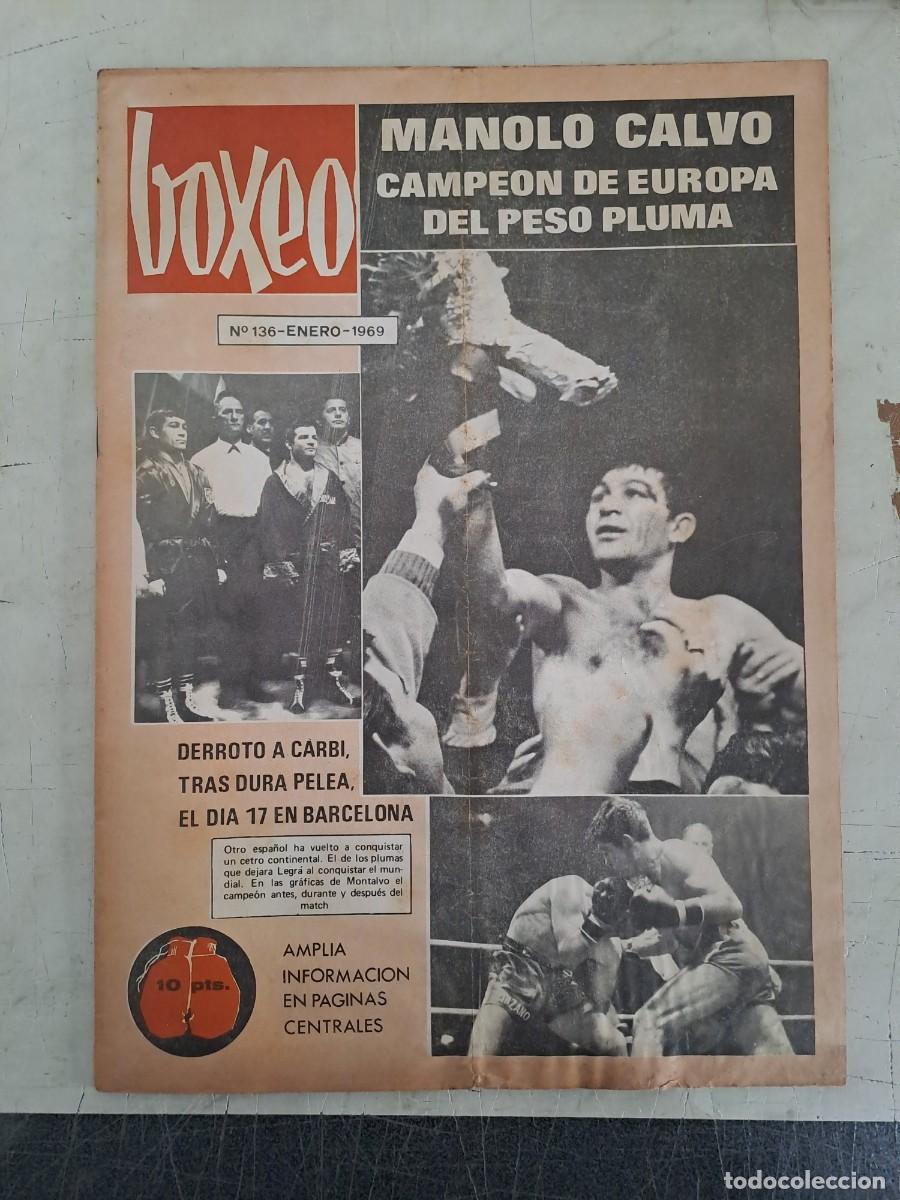 boxeo
MANOLO CALVO
CAMPEON DE EUROPA
DEL PESO PLUMA
Nº 136-ENERO-1969
DERROTO A CARBI,
TRAS DURA PELEA,
EL DIA 17 EN BARCELONA
Otro español ha vuelto a conquistar
un cetro continental. El de los plumas
que dejara Legrá al conquistar el mun-
dial. En las gráficas de Montalvo el
campeón antes, durante y después del
match
10 pts.
AMPLIA
INFORMACION
EN PAGINAS
CENTRALES
todocoleccion